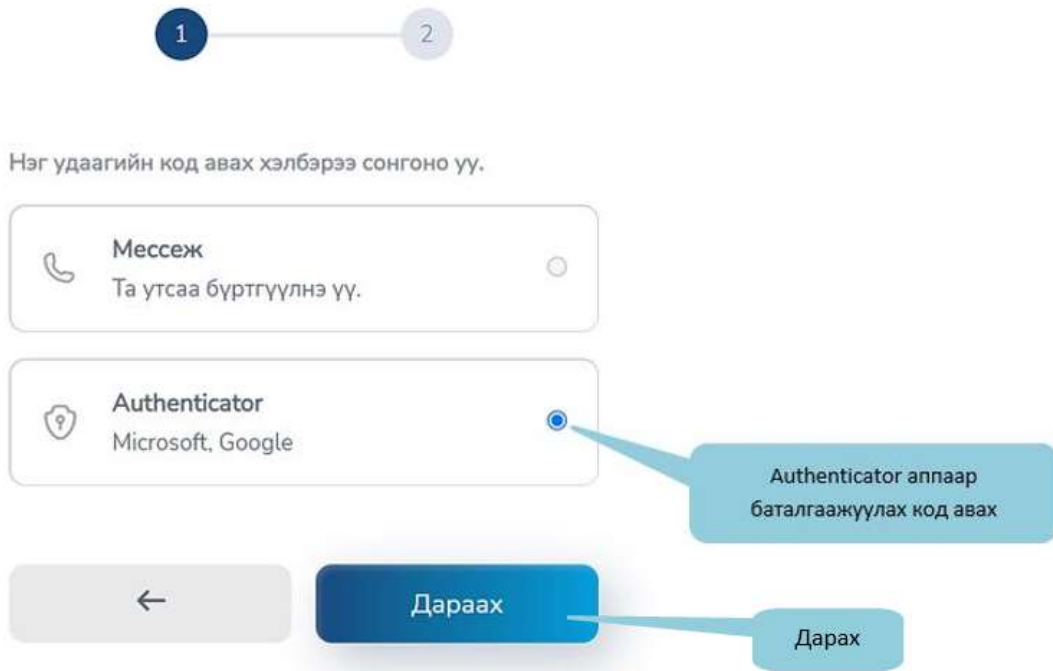 1
2
Нэг удаагийн код авах хэлбэрээ сонгоно уу.
Мессеж
Та утсаа бүртгүүлнэ үү.
Authenticator
Microsoft, Google
Authenticator аппаар
баталгаажуулах код авах
Дараах
Дарах